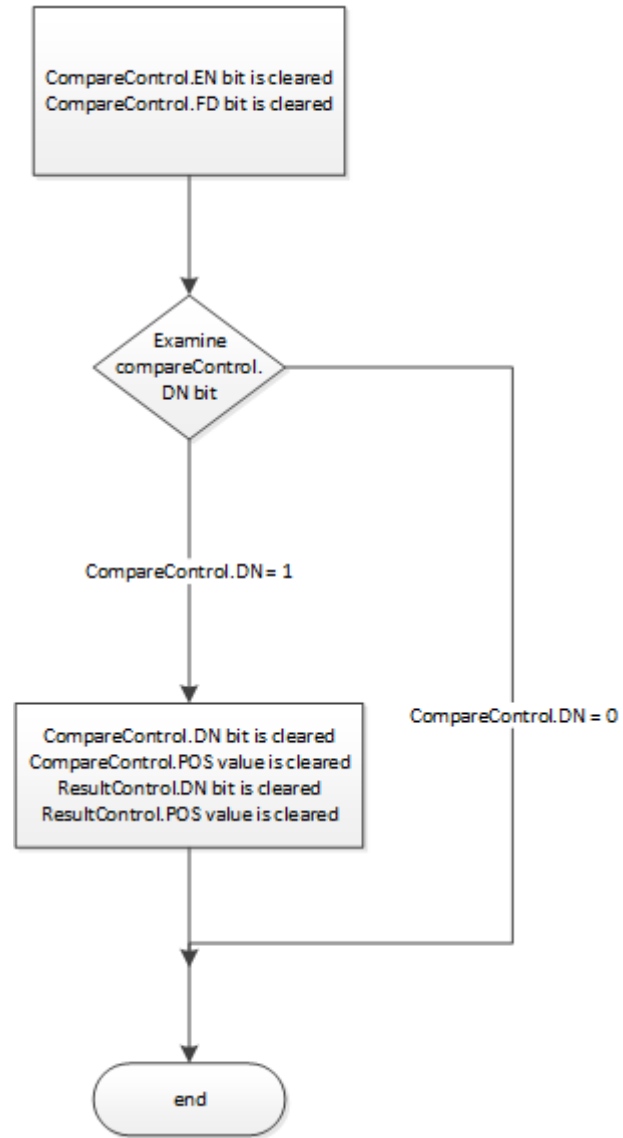 CompareControl.EN bit is cleared
CompareControl.FD bit is cleared
Examine
compareControl.
DN bit
CompareControl.DN = 1
CompareControl.DN = 0
CompareControl.DN bit is cleared
CompareControl.POS value is cleared
ResultControl.DN bit is cleared
ResultControl.POS value is cleared
end